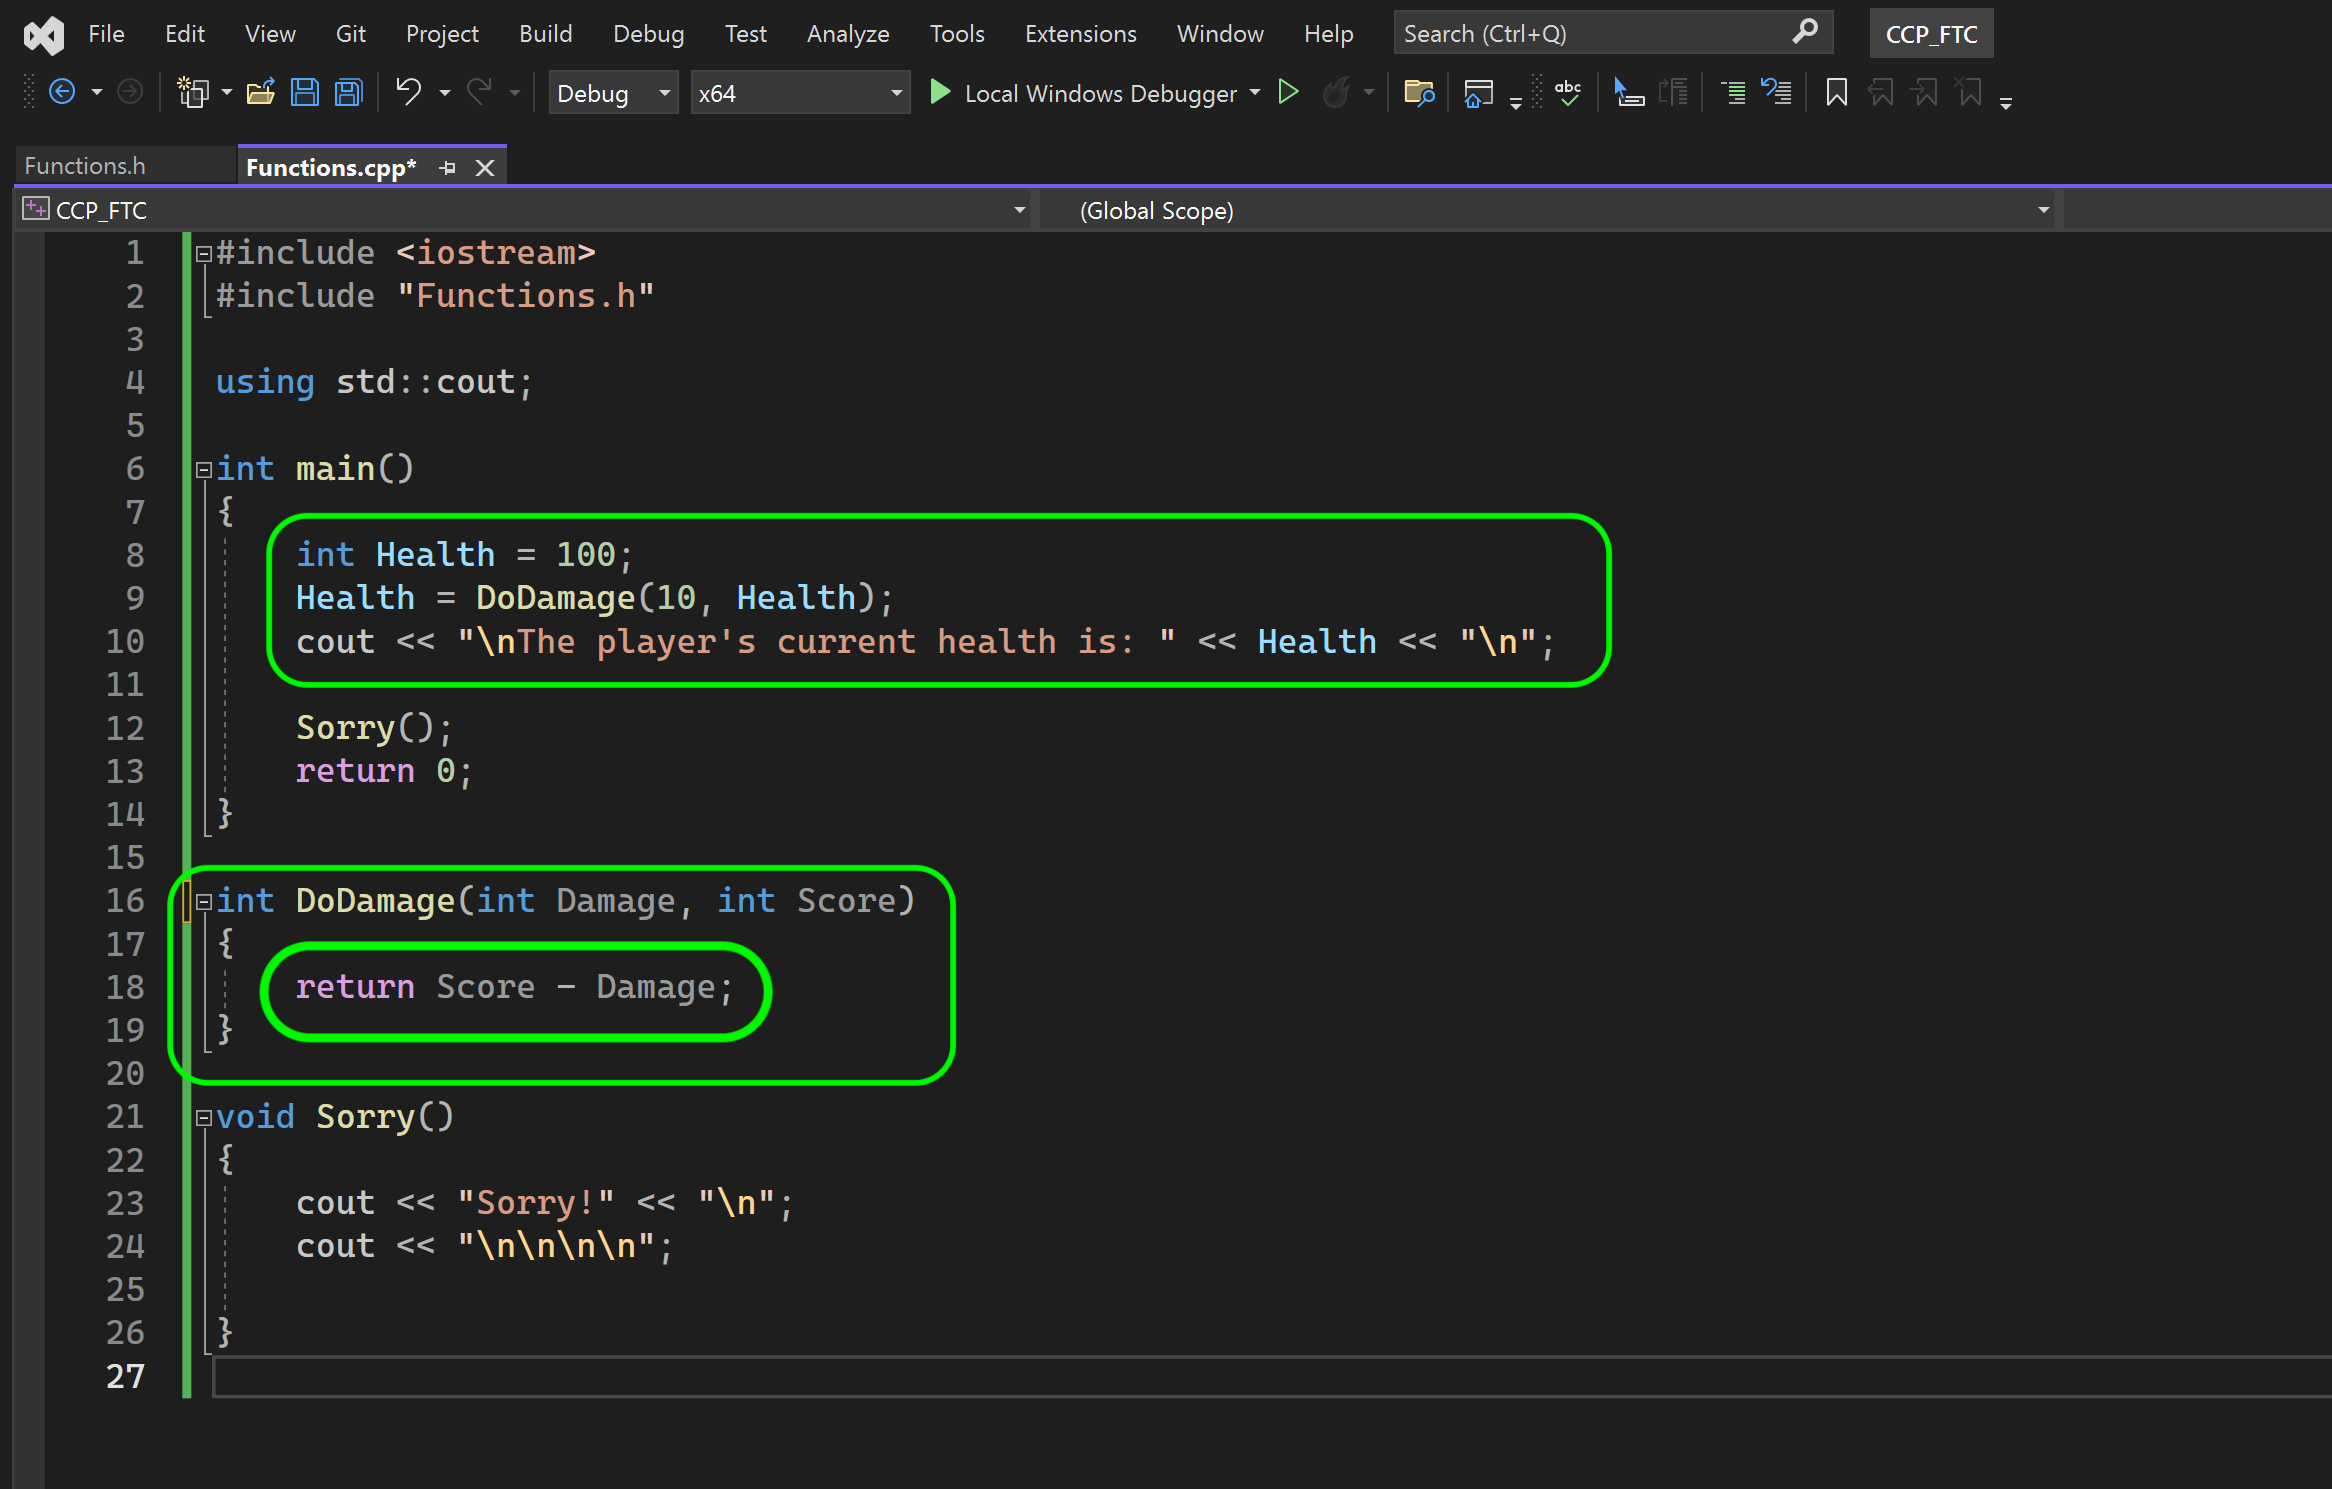 File Edit View Git Project Build Debug Test Analyze Tools Extensions Window Help Search (Ctrl+Q) CCP_FTC
Debug x64 Local Windows Debugger abc
Functions.h Functions.cpp*
CCP_FTC (Global Scope)
1 #include <iostream>
2 #include "Functions.h"
3
4 using std::cout;
5
6 int main()
7 {
8 int Health = 100;
9 Health = DoDamage(10, Health);
10 cout << "\nThe player's current health is: " << Health << "\n";
11
12 Sorry();
13 return 0;
14 }
15
16 int DoDamage(int Damage, int Score)
17 {
18 return Score - Damage;
19 }
20
21 void Sorry()
22 {
23 cout << "Sorry!" << "\n";
24 cout << "\n\n\n\n";
25
26 }
27